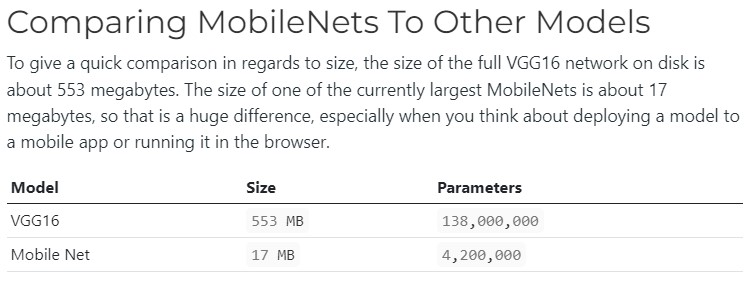 Comparing MobileNets To Other Models
To give a quick comparison in regards to size, the size of the full VGG16 network on disk is
about 553 megabytes. The size of one of the currently largest MobileNets is about 17
megabytes, so that is a huge difference, especially when you think about deploying a model to
a mobile app or running it in the browser.
Model Size Parameters
VGG16 553 MB 138,000,000
Mobile Net 17 MB 4,200,000